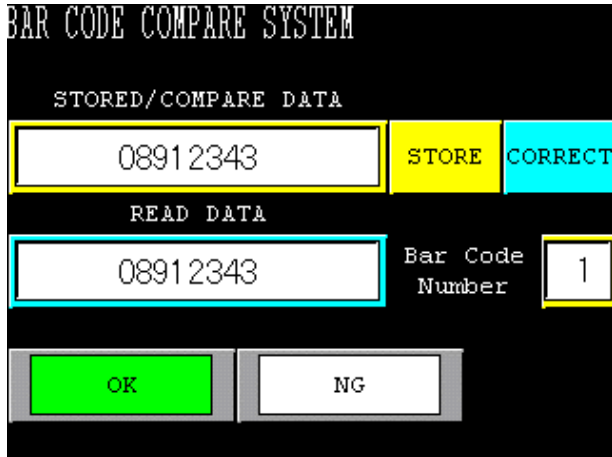 BAR CODE COMPARE SYSTEM
STORED/COMPARE DATA
08912343 STORE CORRECT
READ DATA
08912343 Bar Code Number 1
OK NG